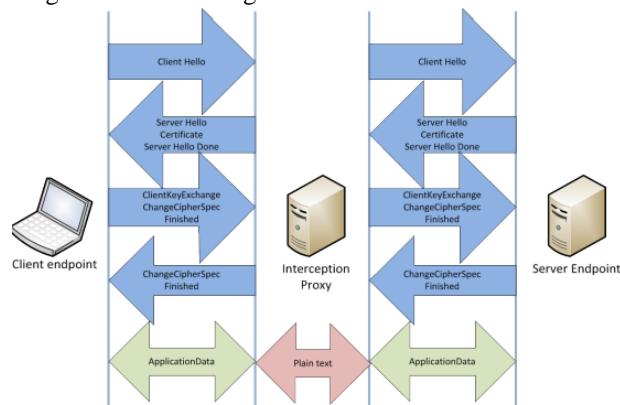 Client Hello
Client Hello
Server Hello
Certificate
Server Hello Done
Server Hello
Certificate
Server Hello Done
ClientKeyExchange
ChangeCipherSpec
Finished
ClientKeyExchange
ChangeCipherSpec
Finished
Client endpoint
Interception
Proxy
Server Endpoint
ChangeCipherSpec
Finished
ChangeCipherSpec
Finished
ApplicationData
Plain text
ApplicationData